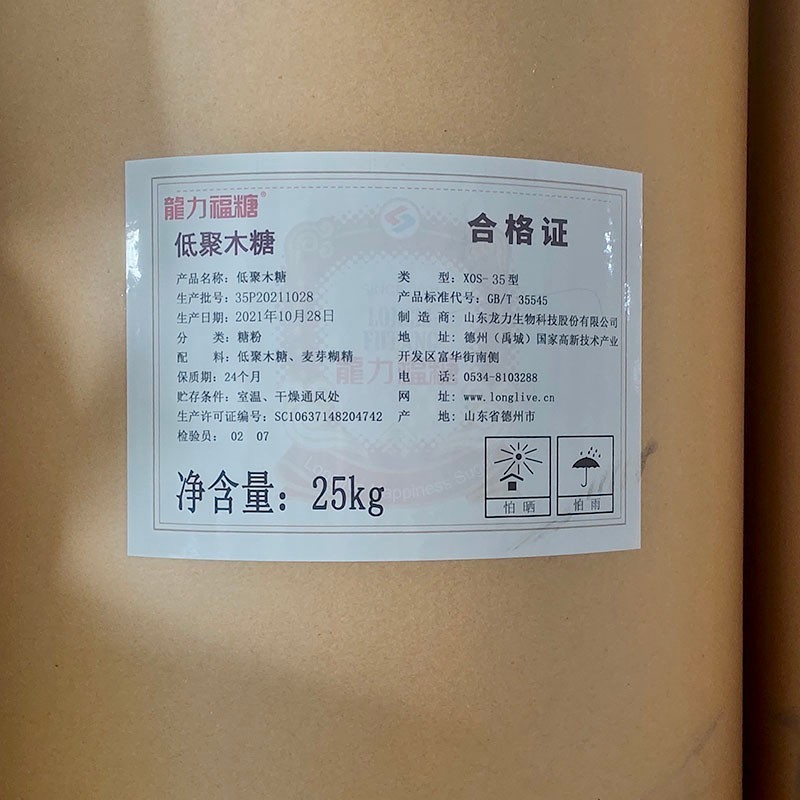 龍力福糖®
低聚木糖
合格证
产品名称：低聚木糖
生产批号：35P20211028
生产日期：2021年10月28日
分　　类：糖粉
配　　料：低聚木糖、麦芽糊精
保质期：24个月
贮存条件：室温、干燥通风处
生产许可证编号：SC10637148204742
检验员： 02 07
类　　型：XOS-35型
产品标准代号：GB/T 35545
制 造 商：山东龙力生物科技股份有限公司
地　　址：德州（禹城）国家高新技术产业
开发区富华街南侧
电　　话：0534-8103288
网　　址：www.longlive.cn
产　　地：山东省德州市
龍力福糖
净含量：25kg
怕 晒
怕 雨